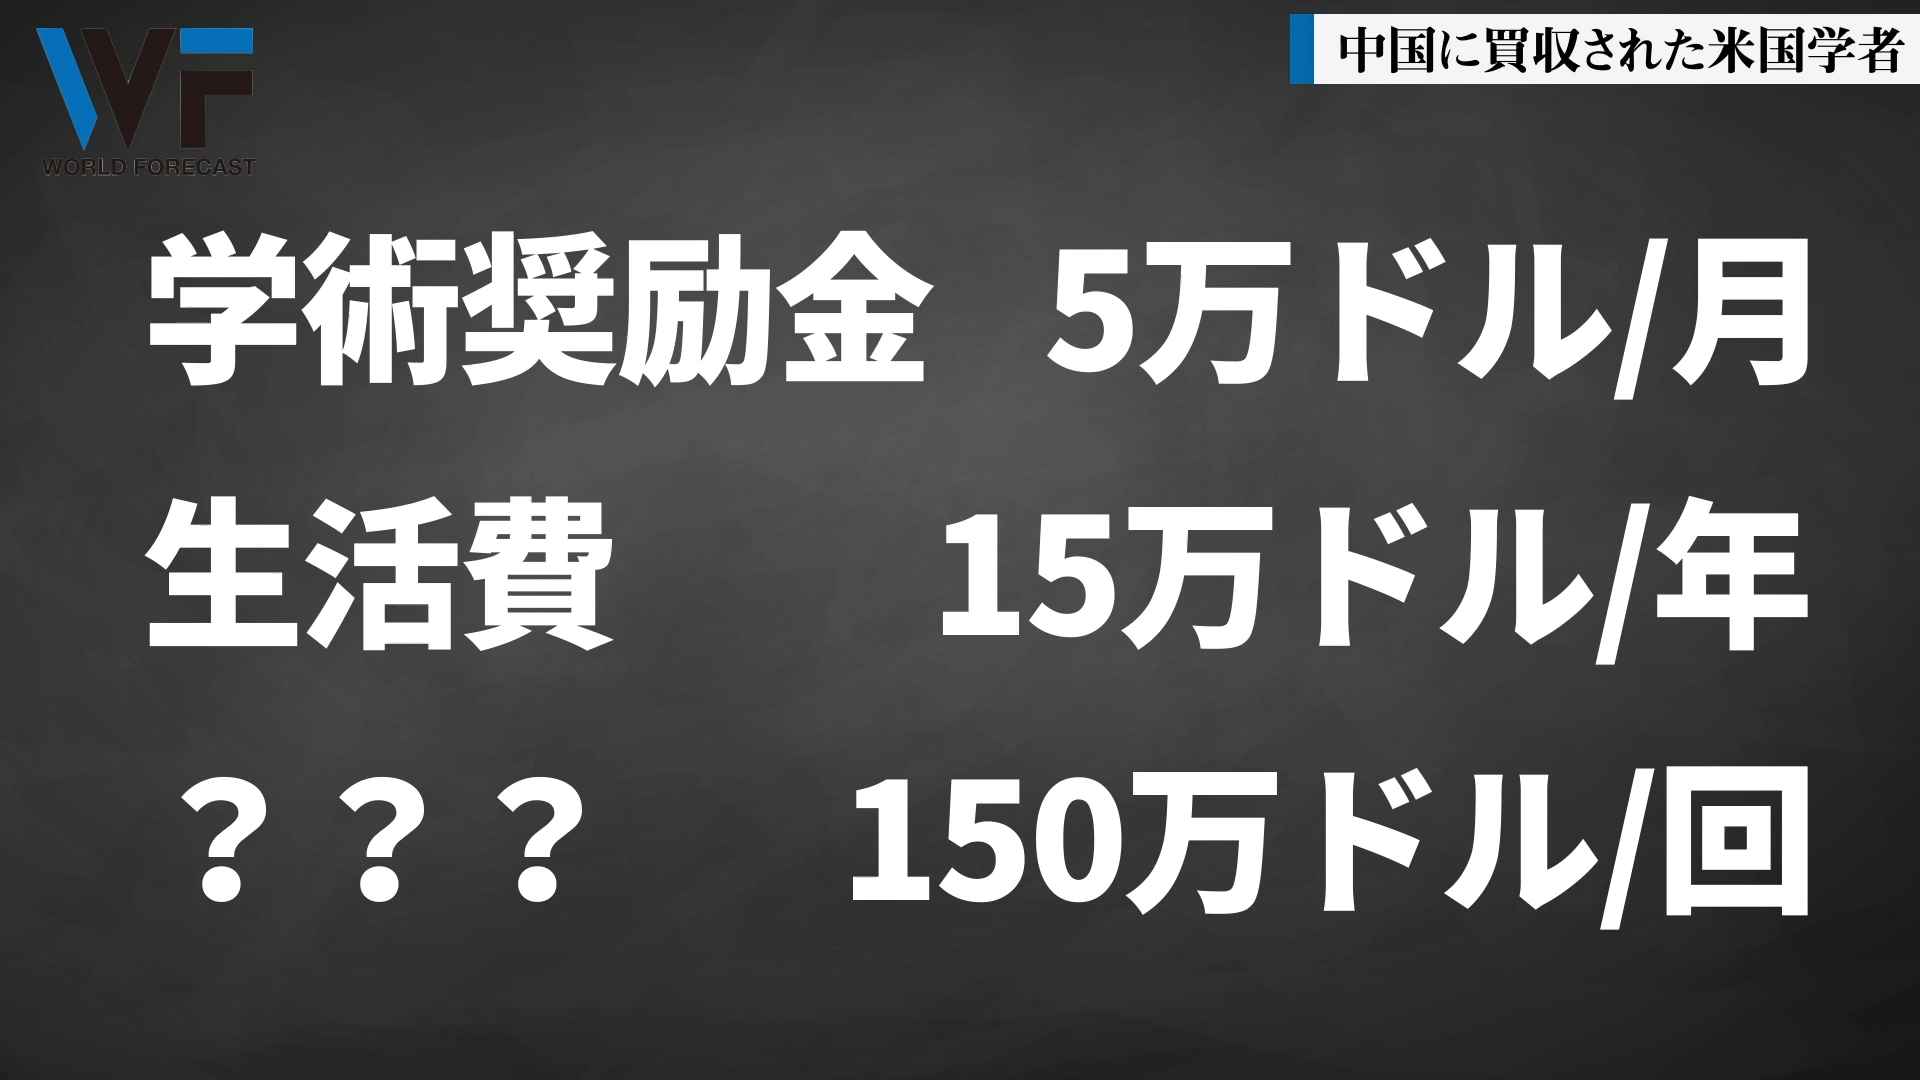 WF
WORLD FORECAST
中国に買収された米国学者
学術奨励金 5万ドル/月
生活費 15万ドル/年
？？？ 150万ドル/回